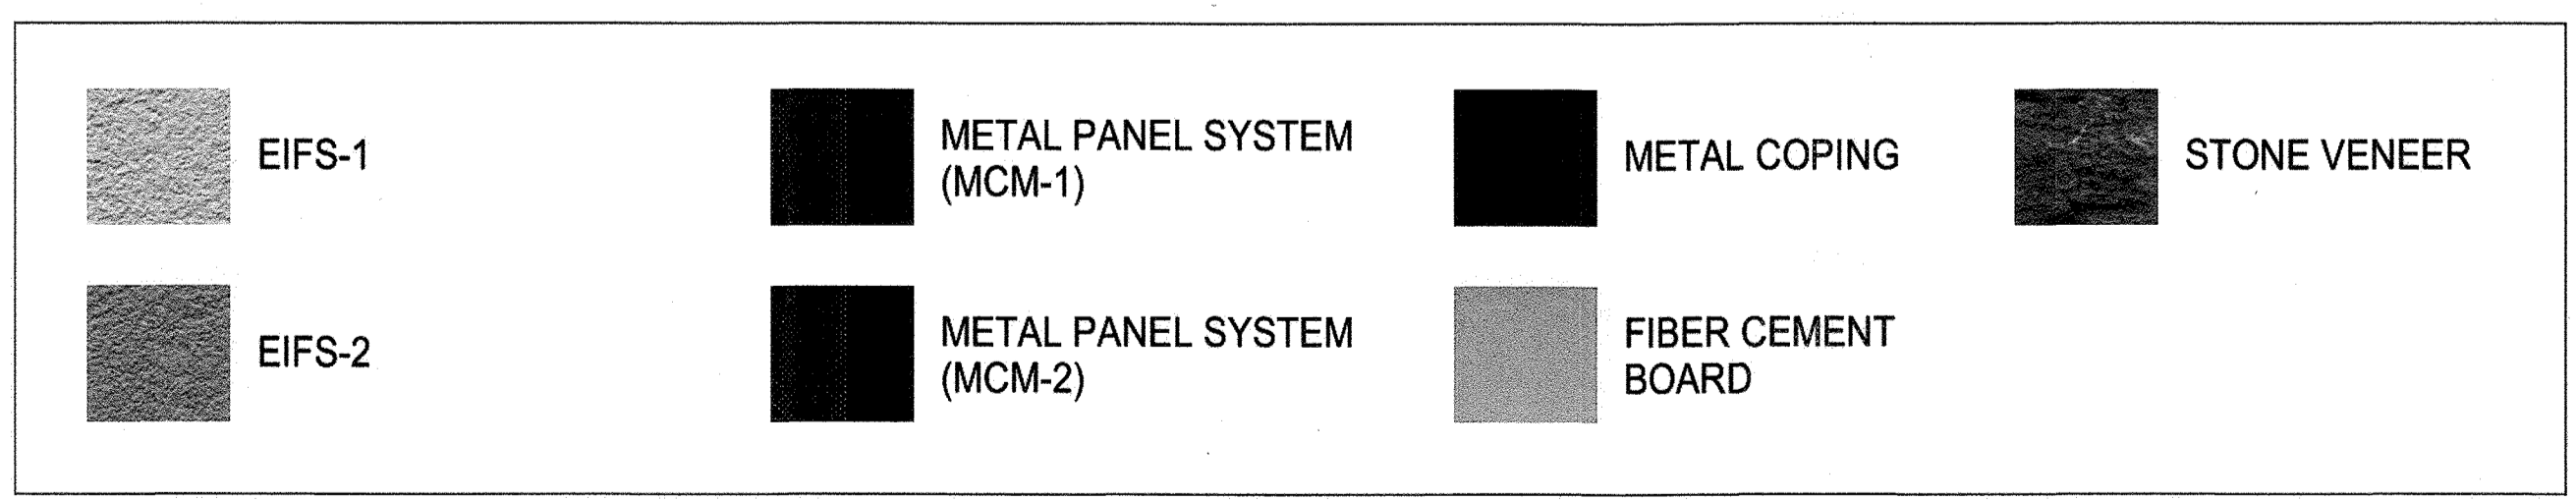 EIFS-1
METAL PANEL SYSTEM
(MCM-1)
METAL COPING
STONE VENEER
EIFS-2
METAL PANEL SYSTEM
(MCM-2)
FIBER CEMENT
BOARD